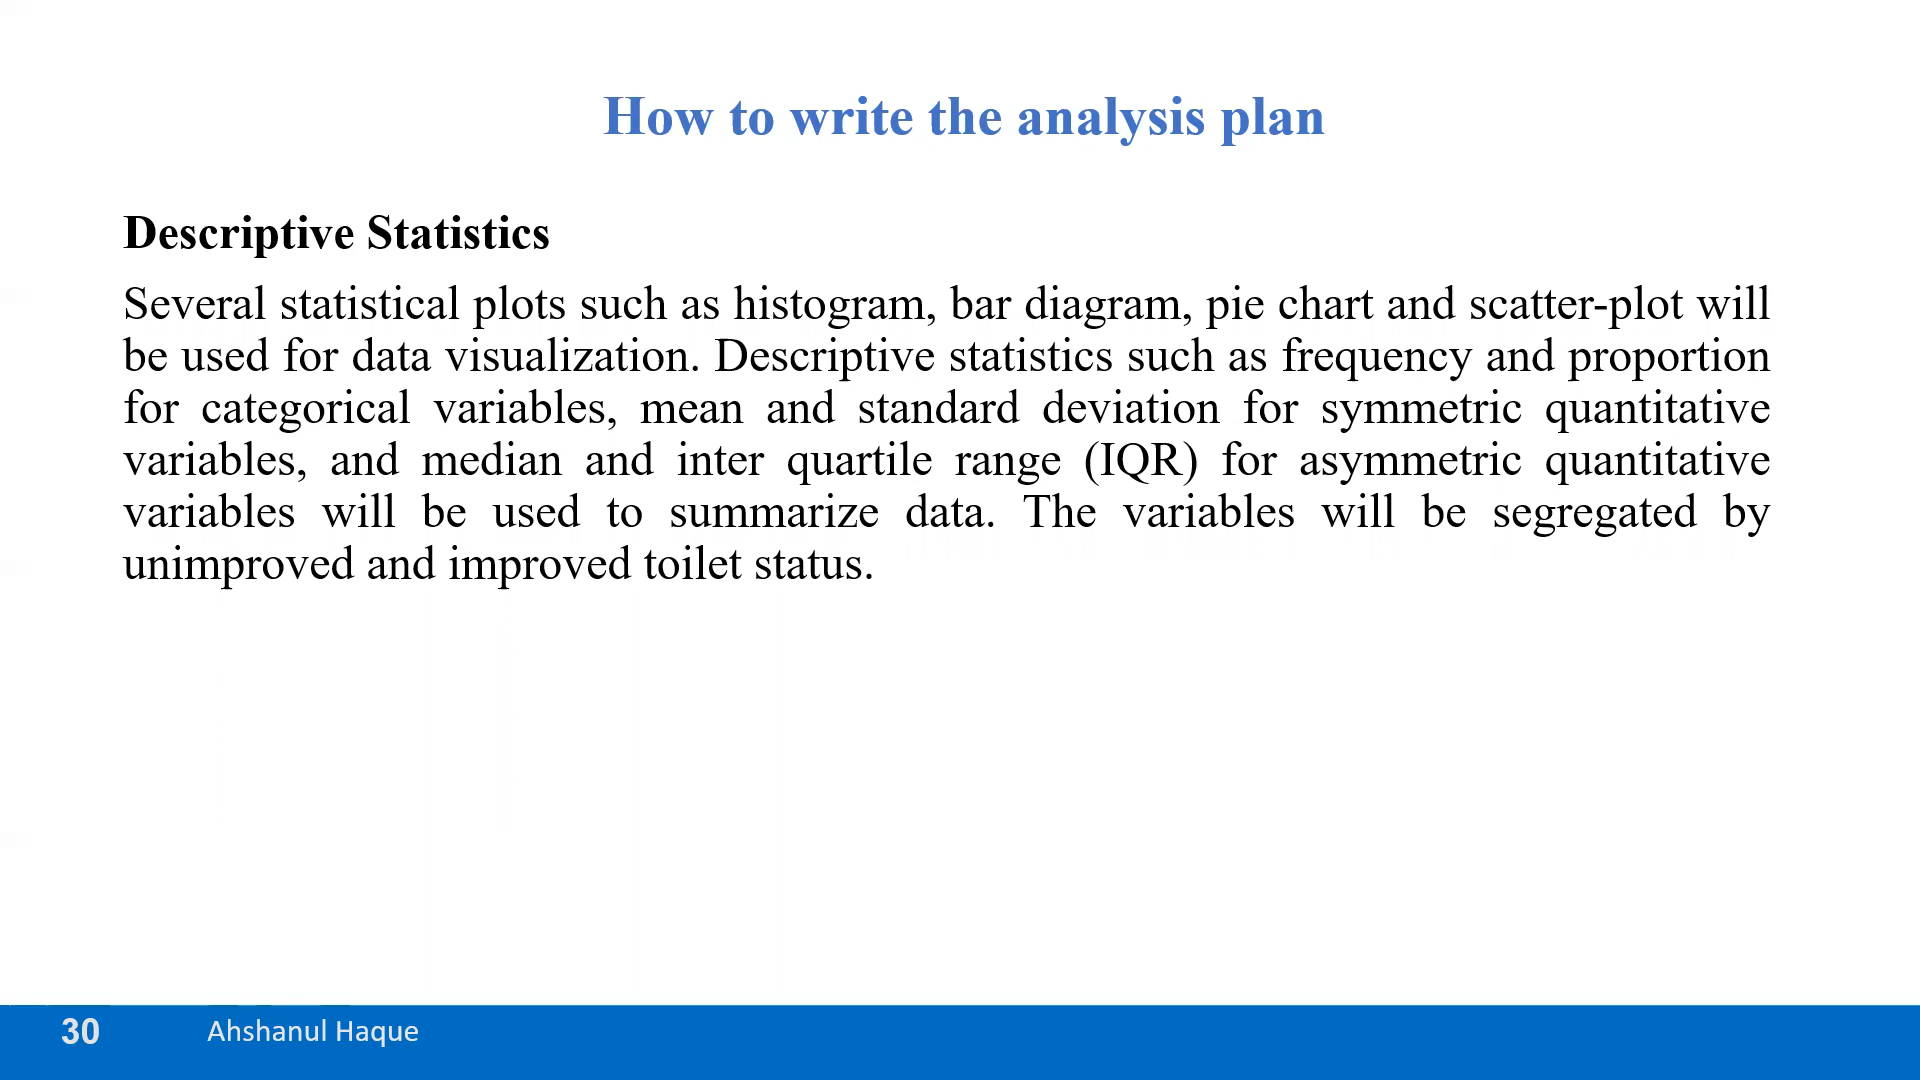 How to write the analysis plan
Descriptive Statistics
Several statistical plots such as histogram, bar diagram, pie chart and scatter-plot will
be used for data visualization. Descriptive statistics such as frequency and proportion
for categorical variables, mean and standard deviation for symmetric quantitative
variables, and median and inter quartile range (IQR) for asymmetric quantitative
variables will be used to summarize data. The variables will be segregated by
unimproved and improved toilet status.
30
Ahshanul Haque